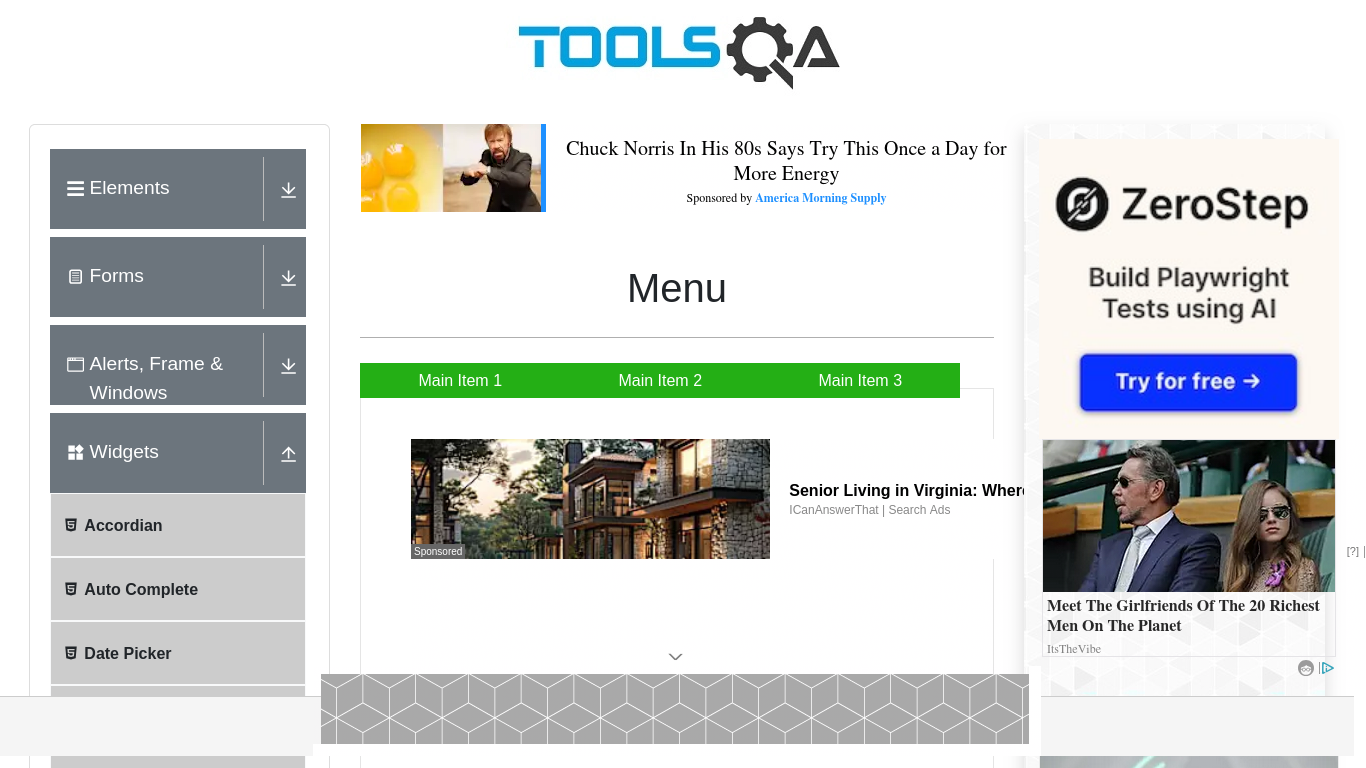 TOOLSQA
Elements
Forms
Alerts, Frame &
Windows
Widgets
Accordian
Auto Complete
Date Picker
Chuck Norris In His 80s Says Try This Once a Day for
More Energy
Sponsored by America Morning Supply
Menu
Main Item 1
Main Item 2
Main Item 3
Sponsored
Senior Living in Virginia: Where
ICanAnswerThat | Search Ads
ZeroStep
Build Playwright
Tests using AI
Try for free →
[?] |
Meet The Girlfriends Of The 20 Richest
Men On The Planet
ItsTheVibe